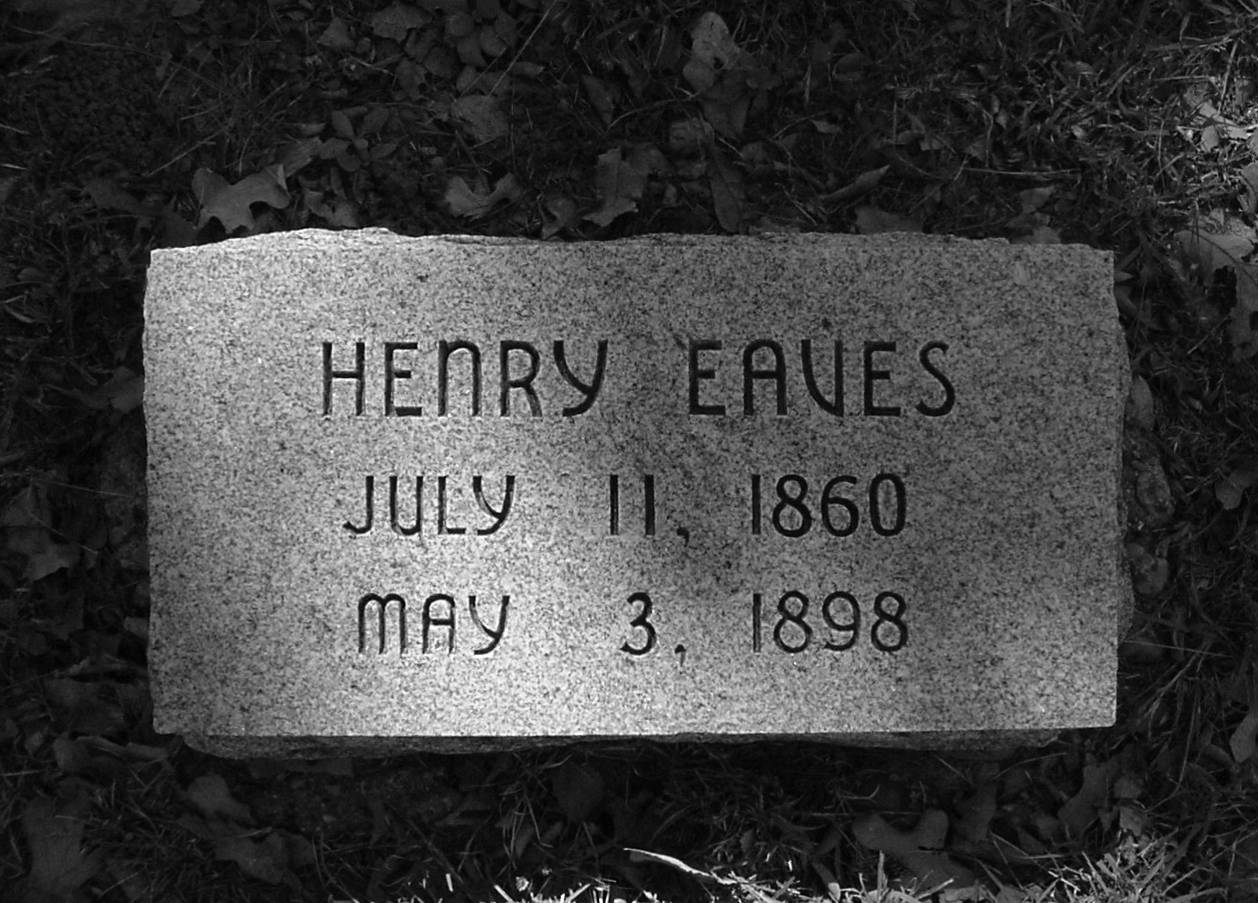 HENRY EAVES
JULY 11, 1860
MAY 3, 1898